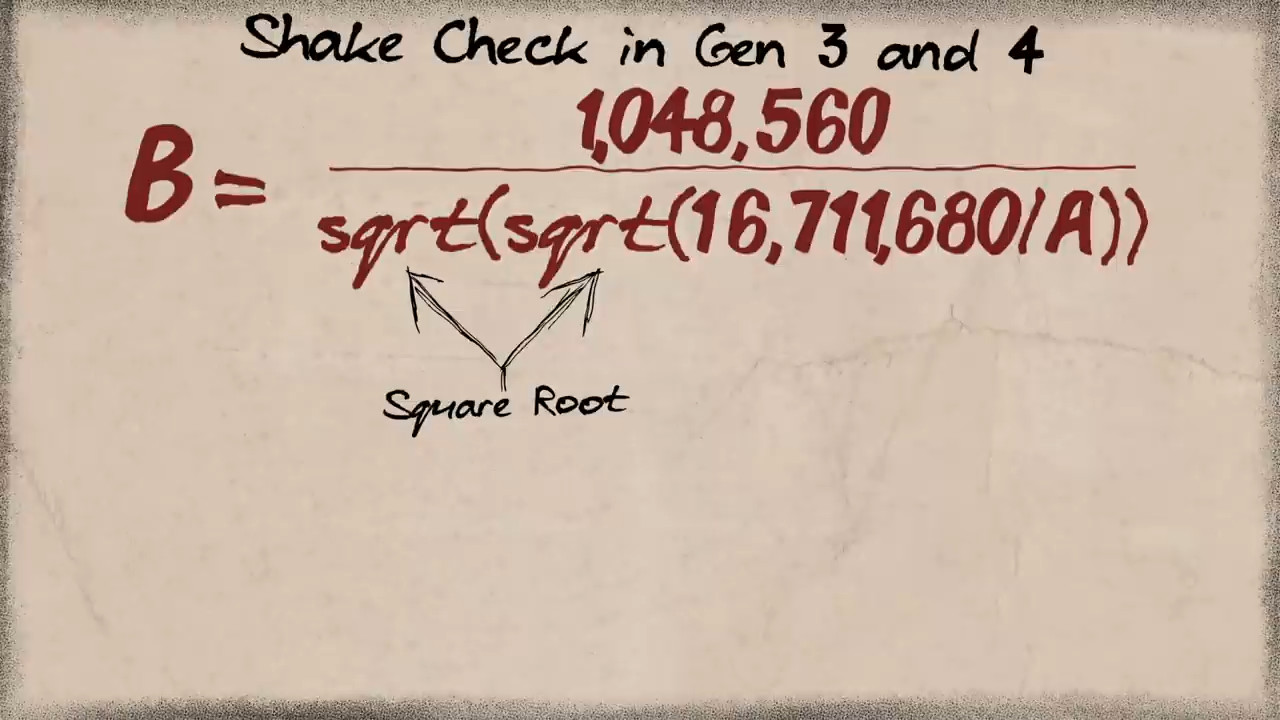 Shake Check in Gen 3 and 4
1,048,560
B =
sqrt(sqrt(16,711,680/A))
Square Root